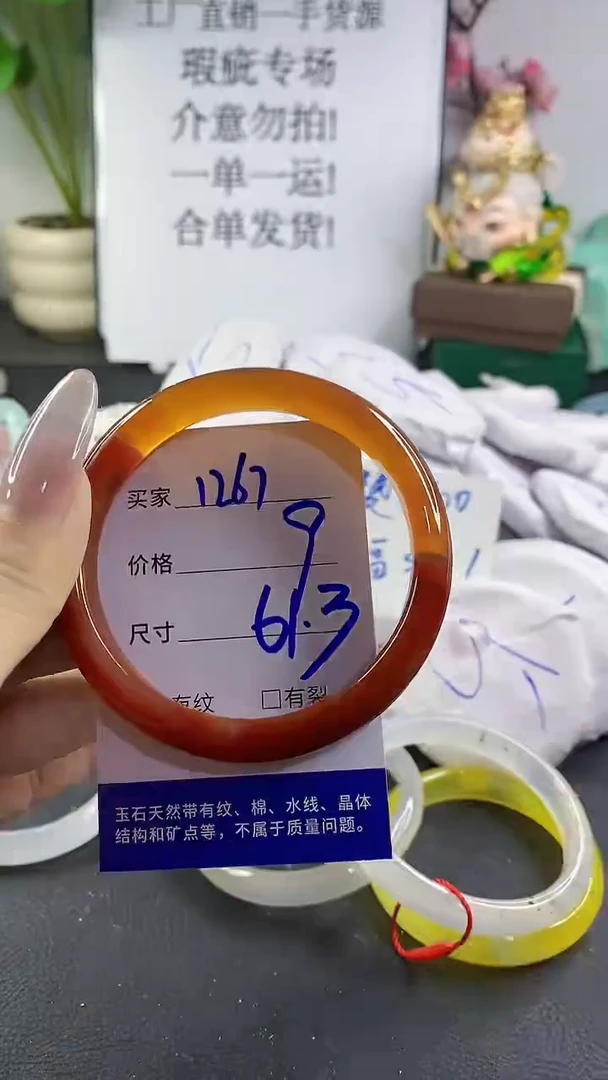 工厂直销一手货源
瑕疵专场
介意勿拍!
一单一运!
合单发货!
买家 1267
价格 9
尺寸 61.3
有纹 □有裂
玉石天然带有纹、棉、水线、晶体
结构和矿点等，不属于质量问题。